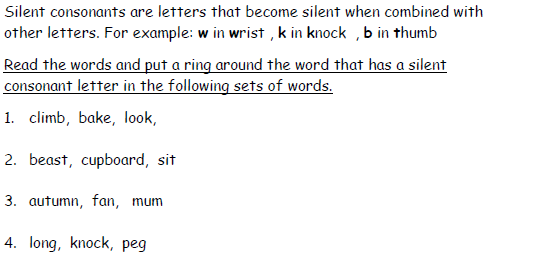 Silent consonants are letters that become silent when combined with
other letters. For example: w in wrist , k in knock , b in thumb
Read the words and put a ring around the word that has a silent
consonant letter in the following sets of words.
1. climb, bake, look,
2. beast, cupboard, sit
3. autumn, fan, mum
4. long, knock, peg